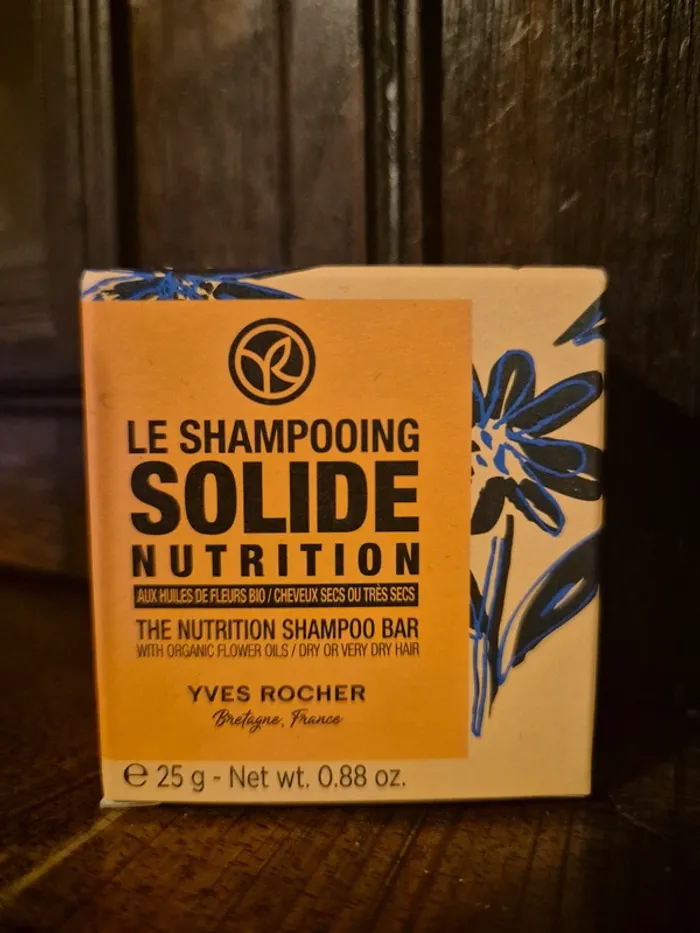 LE SHAMPOOING
SOLIDE
NUTRITION
AUX HUILES DE FLEURS BIO / CHEVEUX SECS OU TRÈS SECS
THE NUTRITION SHAMPOO BAR
WITH ORGANIC FLOWER OILS / DRY OR VERY DRY HAIR
YVES ROCHER
Bretagne, France
℮ 25 g - Net wt. 0.88 oz.